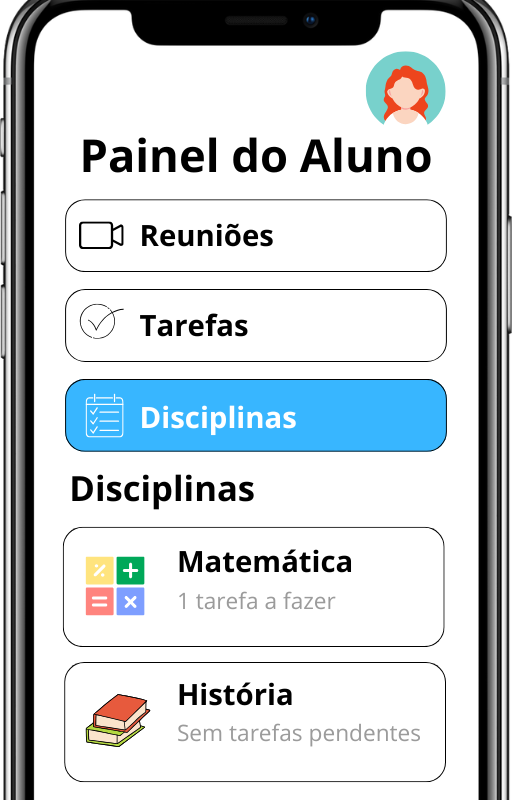 Painel do Aluno
Reuniões
Tarefas
Disciplinas
Disciplinas
Matemática
1 tarefa a fazer
História
Sem tarefas pendentes